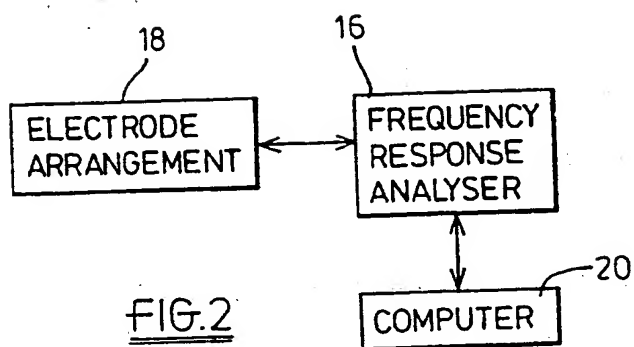 18
16
ELECTRODE
ARRANGEMENT
FREQUENCY
RESPONSE
ANALYSER
20
COMPUTER
FIG.2